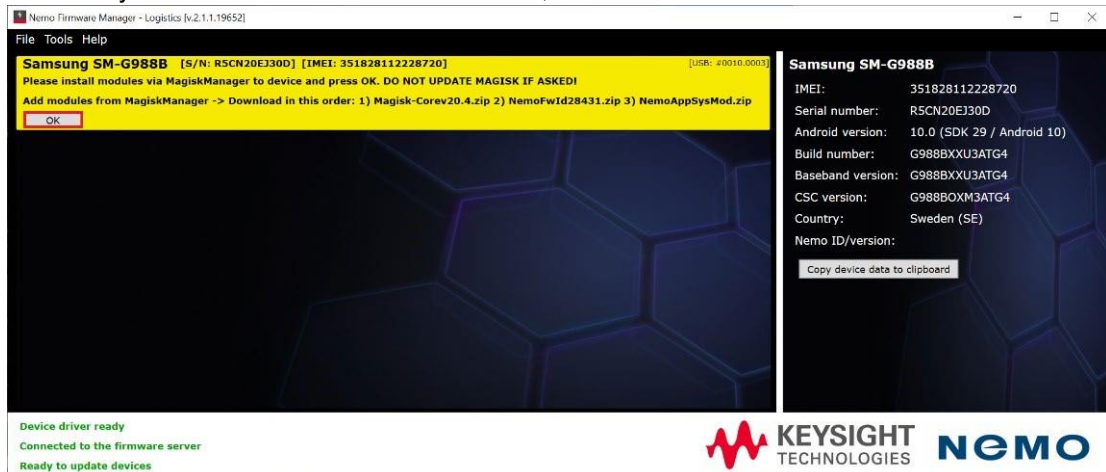 Nemo Firmware Manager - Logistics [v.2.1.1.19652]
File Tools Help
Samsung SM-G988B [S/N: R5CN20EJ30D] [IMEI: 351828112228720] [USB: #0010.0003]
Please install modules via MagiskManager to device and press OK. DO NOT UPDATE MAGISK IF ASKED!
Add modules from MagiskManager -> Download in this order: 1) Magisk-Corev20.4.zip 2) NemoFwId28431.zip 3) NemoAppSysMod.zip
OK
Samsung SM-G988B
IMEI: 351828112228720
Serial number: R5CN20EJ30D
Android version: 10.0 (SDK 29 / Android 10)
Build number: G988BXXU3ATG4
Baseband version: G988BXXU3ATG4
CSC version: G988BOXM3ATG4
Country: Sweden (SE)
Nemo ID/version:
Copy device data to clipboard
Device driver ready
Connected to the firmware server
Ready to update devices
KEYSIGHT
TECHNOLOGIES
NEMO